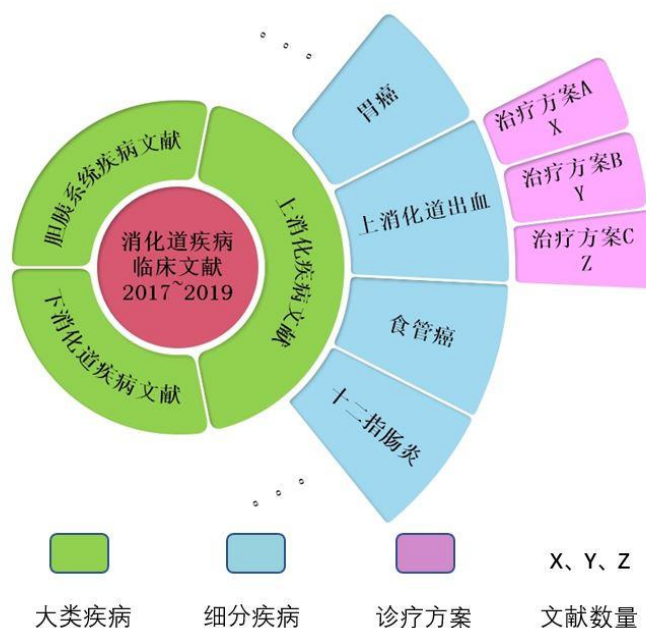 胃癌
治疗方案A
X
胆胰系统疾病文献
上消化道出血
治疗方案B
Y
消化道疾病
临床文献
2017~2019
上消化疾病文献
治疗方案C
Z
下消化道疾病文献
食管癌
十二指肠炎
X、Y、Z
大类疾病
细分疾病
诊疗方案
文献数量